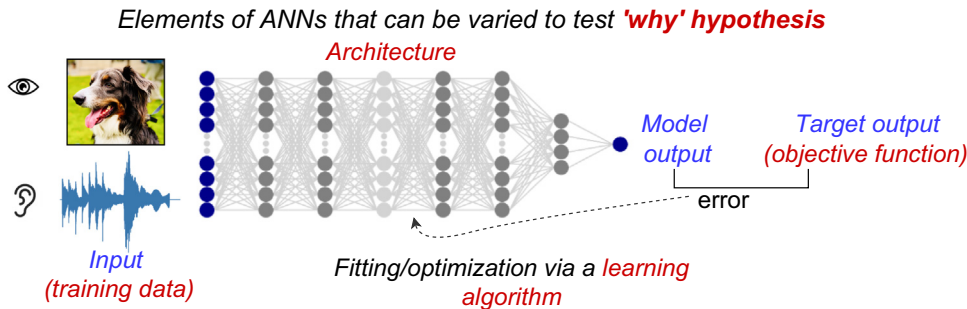 Elements of ANNs that can be varied to test 'why' hypothesis
Architecture
Model
output
Target output
(objective function)
error
Input
(training data)
Fitting/optimization via a learning
algorithm